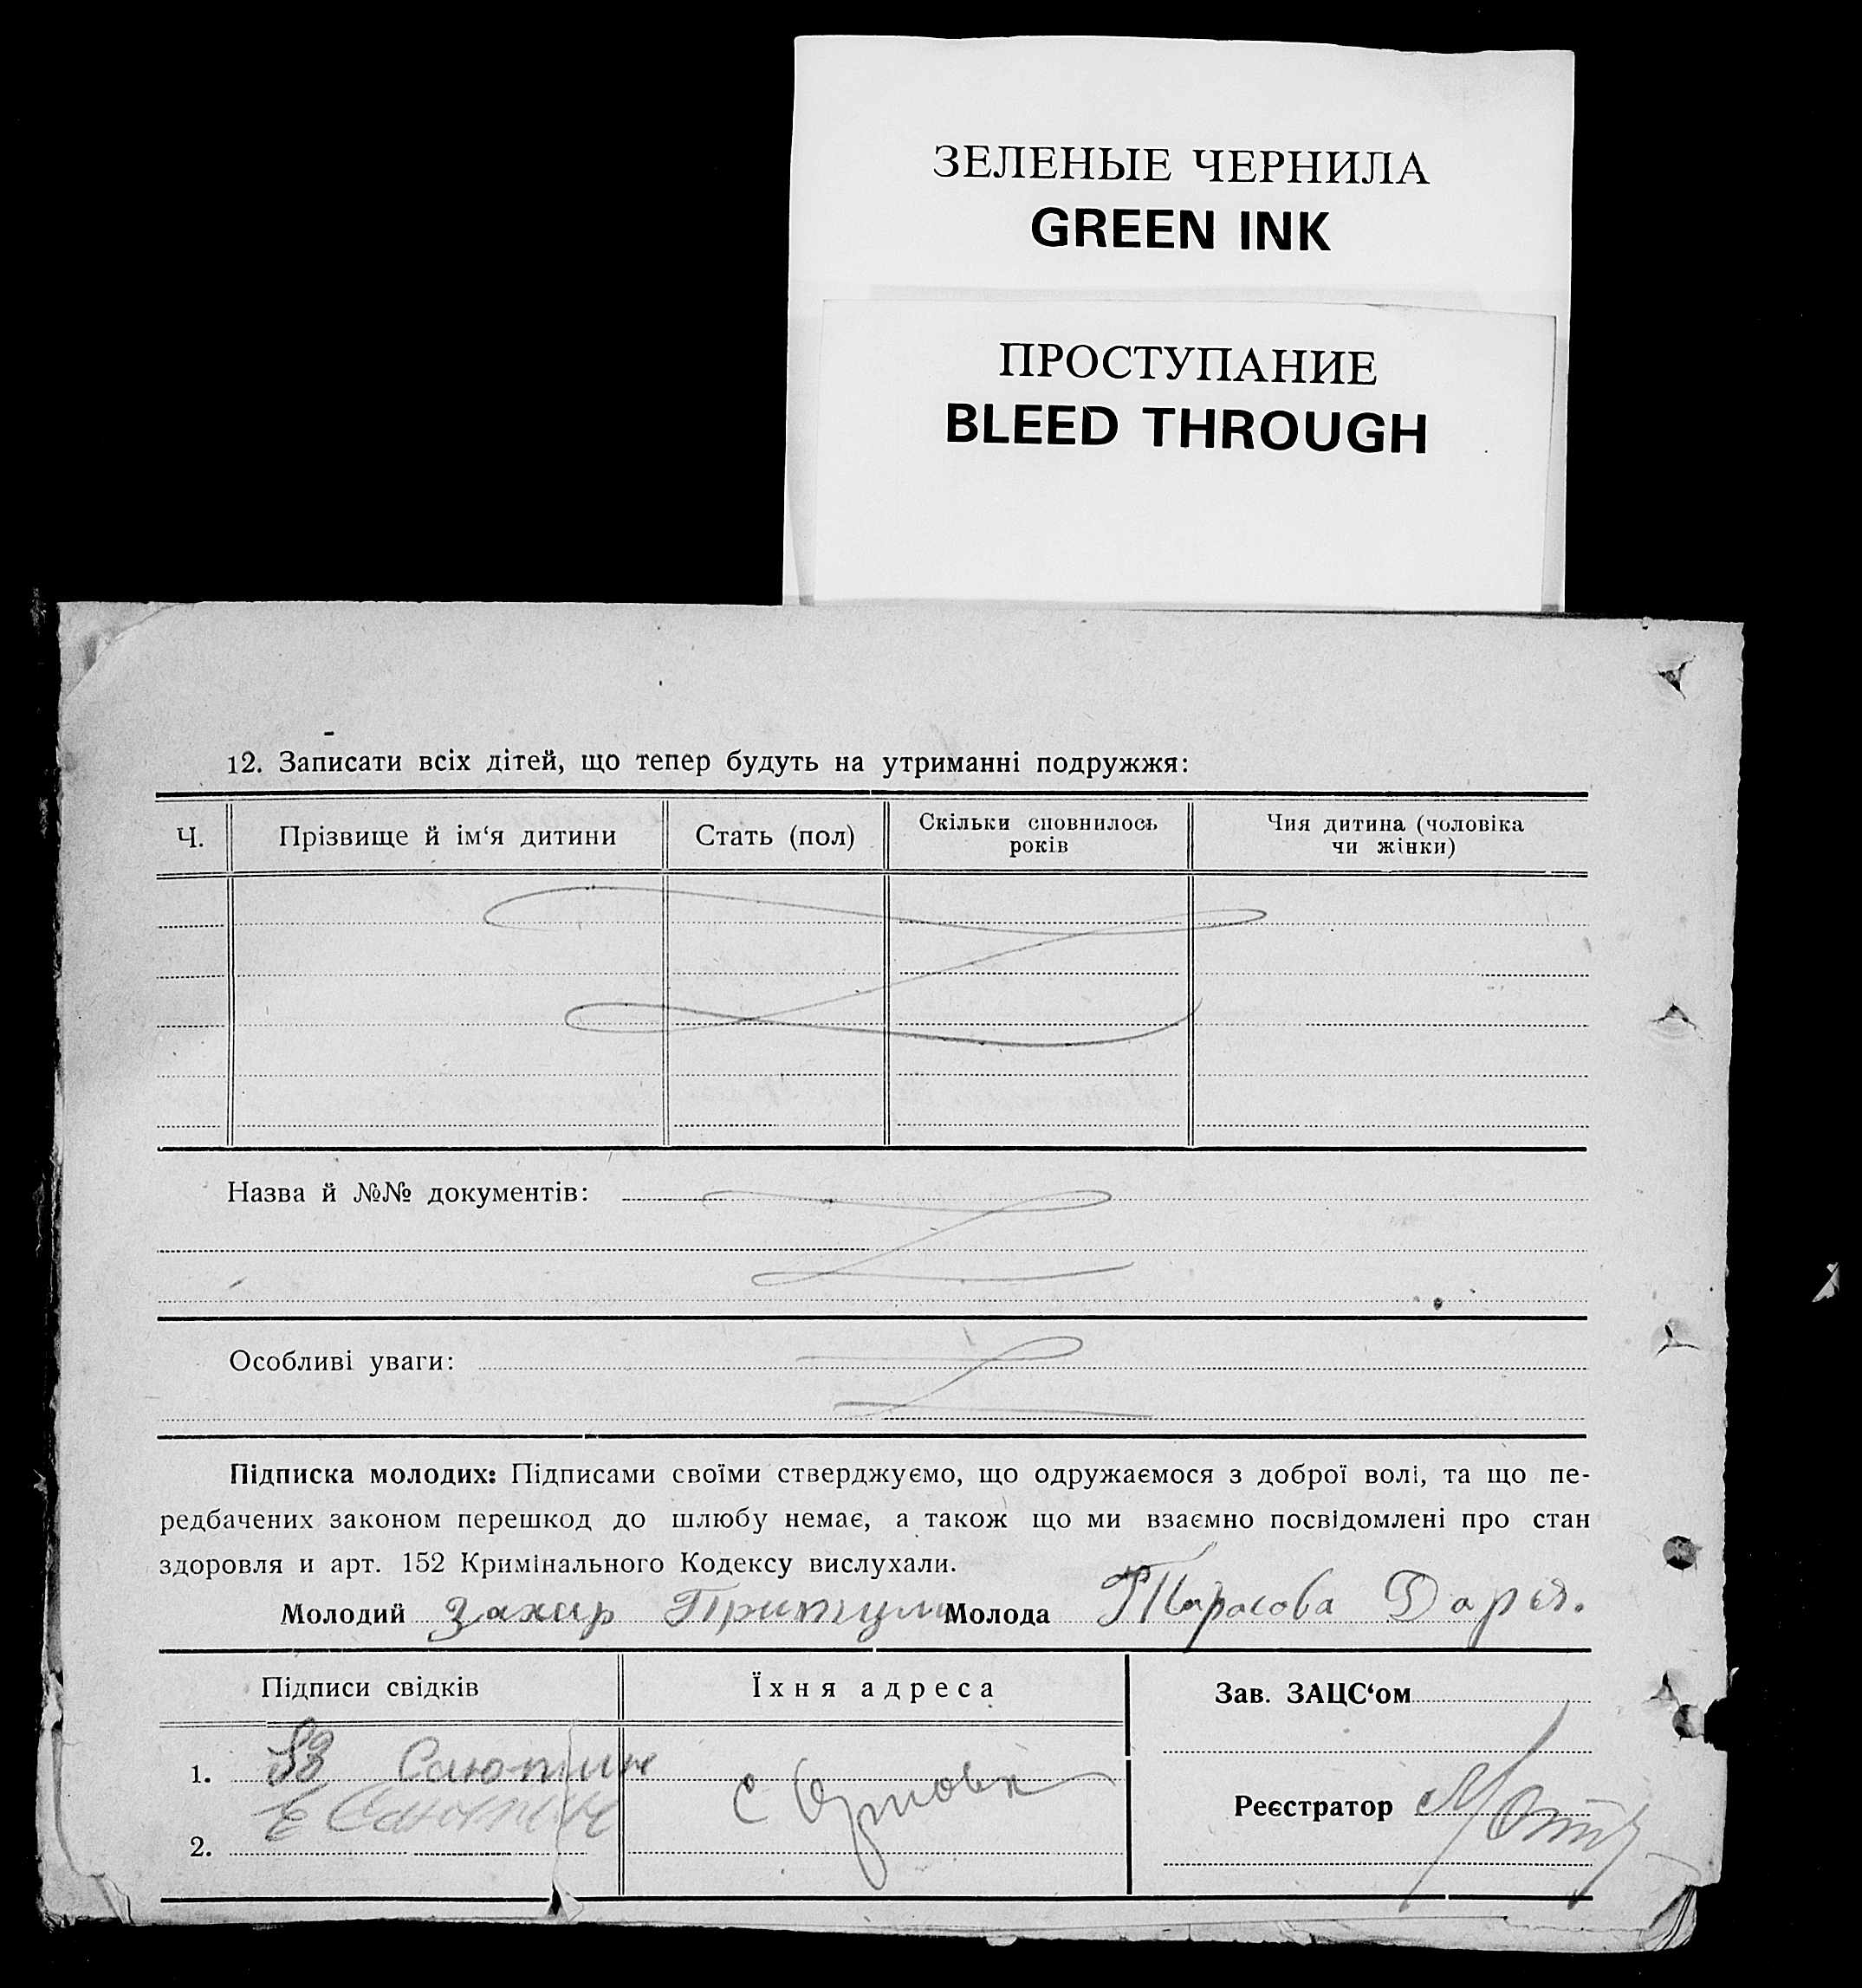 ЗЕЛЕНЫЕ ЧЕРНИЛА
GREEN INK
ПРОСТУПАНИЕ
BLEED THROUGH
12. Записати всіх дітей, що тепер будуть на утриманні подружжя:
Ч. Прізвище й ім‘я дитини Стать (пол) Скільки сповнилось років Чия дитина (чоловіка чи жінки)
Назва й №№ документів:
Особливі уваги:
Підписка молодих: Підписами своїми стверджуємо, що одружаємося з доброї волі, та що пе-
редбачених законом перешкод до шлюбу немає, а також що ми взаємно посвідомлені про стан
здоровля и арт. 152 Кримінального Кодексу вислухали.
Молодий Захар Молода Тарасова Дарья.
Підписи свідків Їхня адреса Зав. ЗАЦС‘ом
1.
Реєстратор
2.